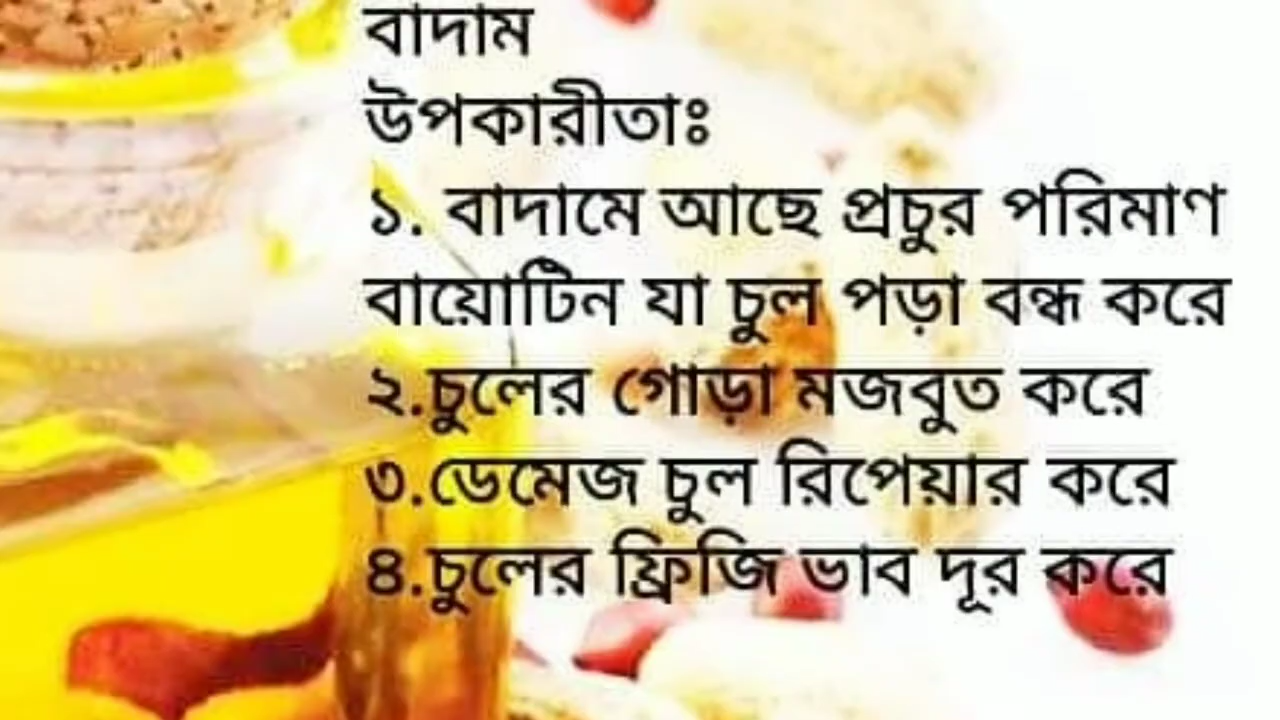 বাদাম
উপকারীতাঃ
১. বাদামে আছে প্রচুর পরিমাণ
বায়োটিন যা চুল পড়া বন্ধ করে
২.চুলের গোড়া মজবুত করে
৩.ডেমেজ চুল রিপেয়ার করে
৪.চুলের ফ্রিজি ভাব দূর করে